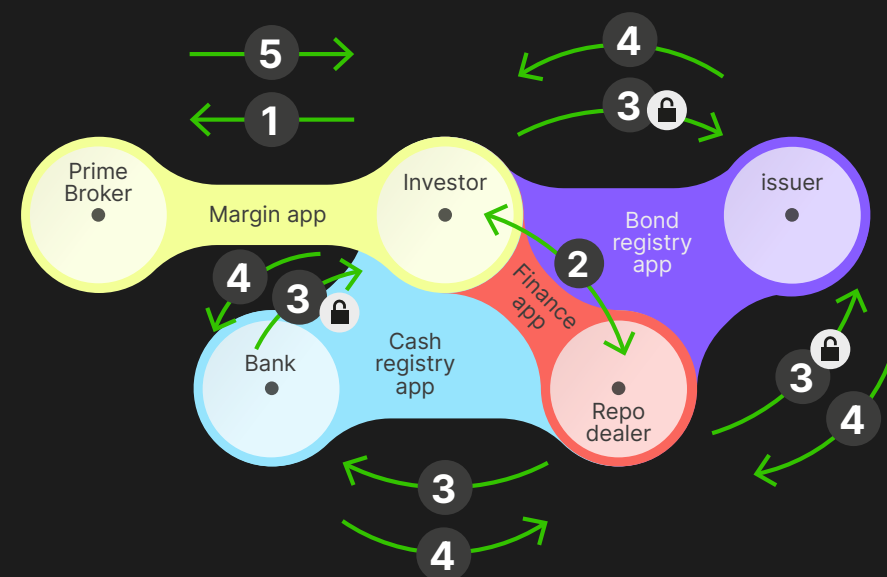 5
4
1
3
Prime
Broker
Margin app
Investor
issuer
Bond
registry
app
2
4
3
Finance
app
Bank
Cash
registry
app
Repo
dealer
3
4
3
4